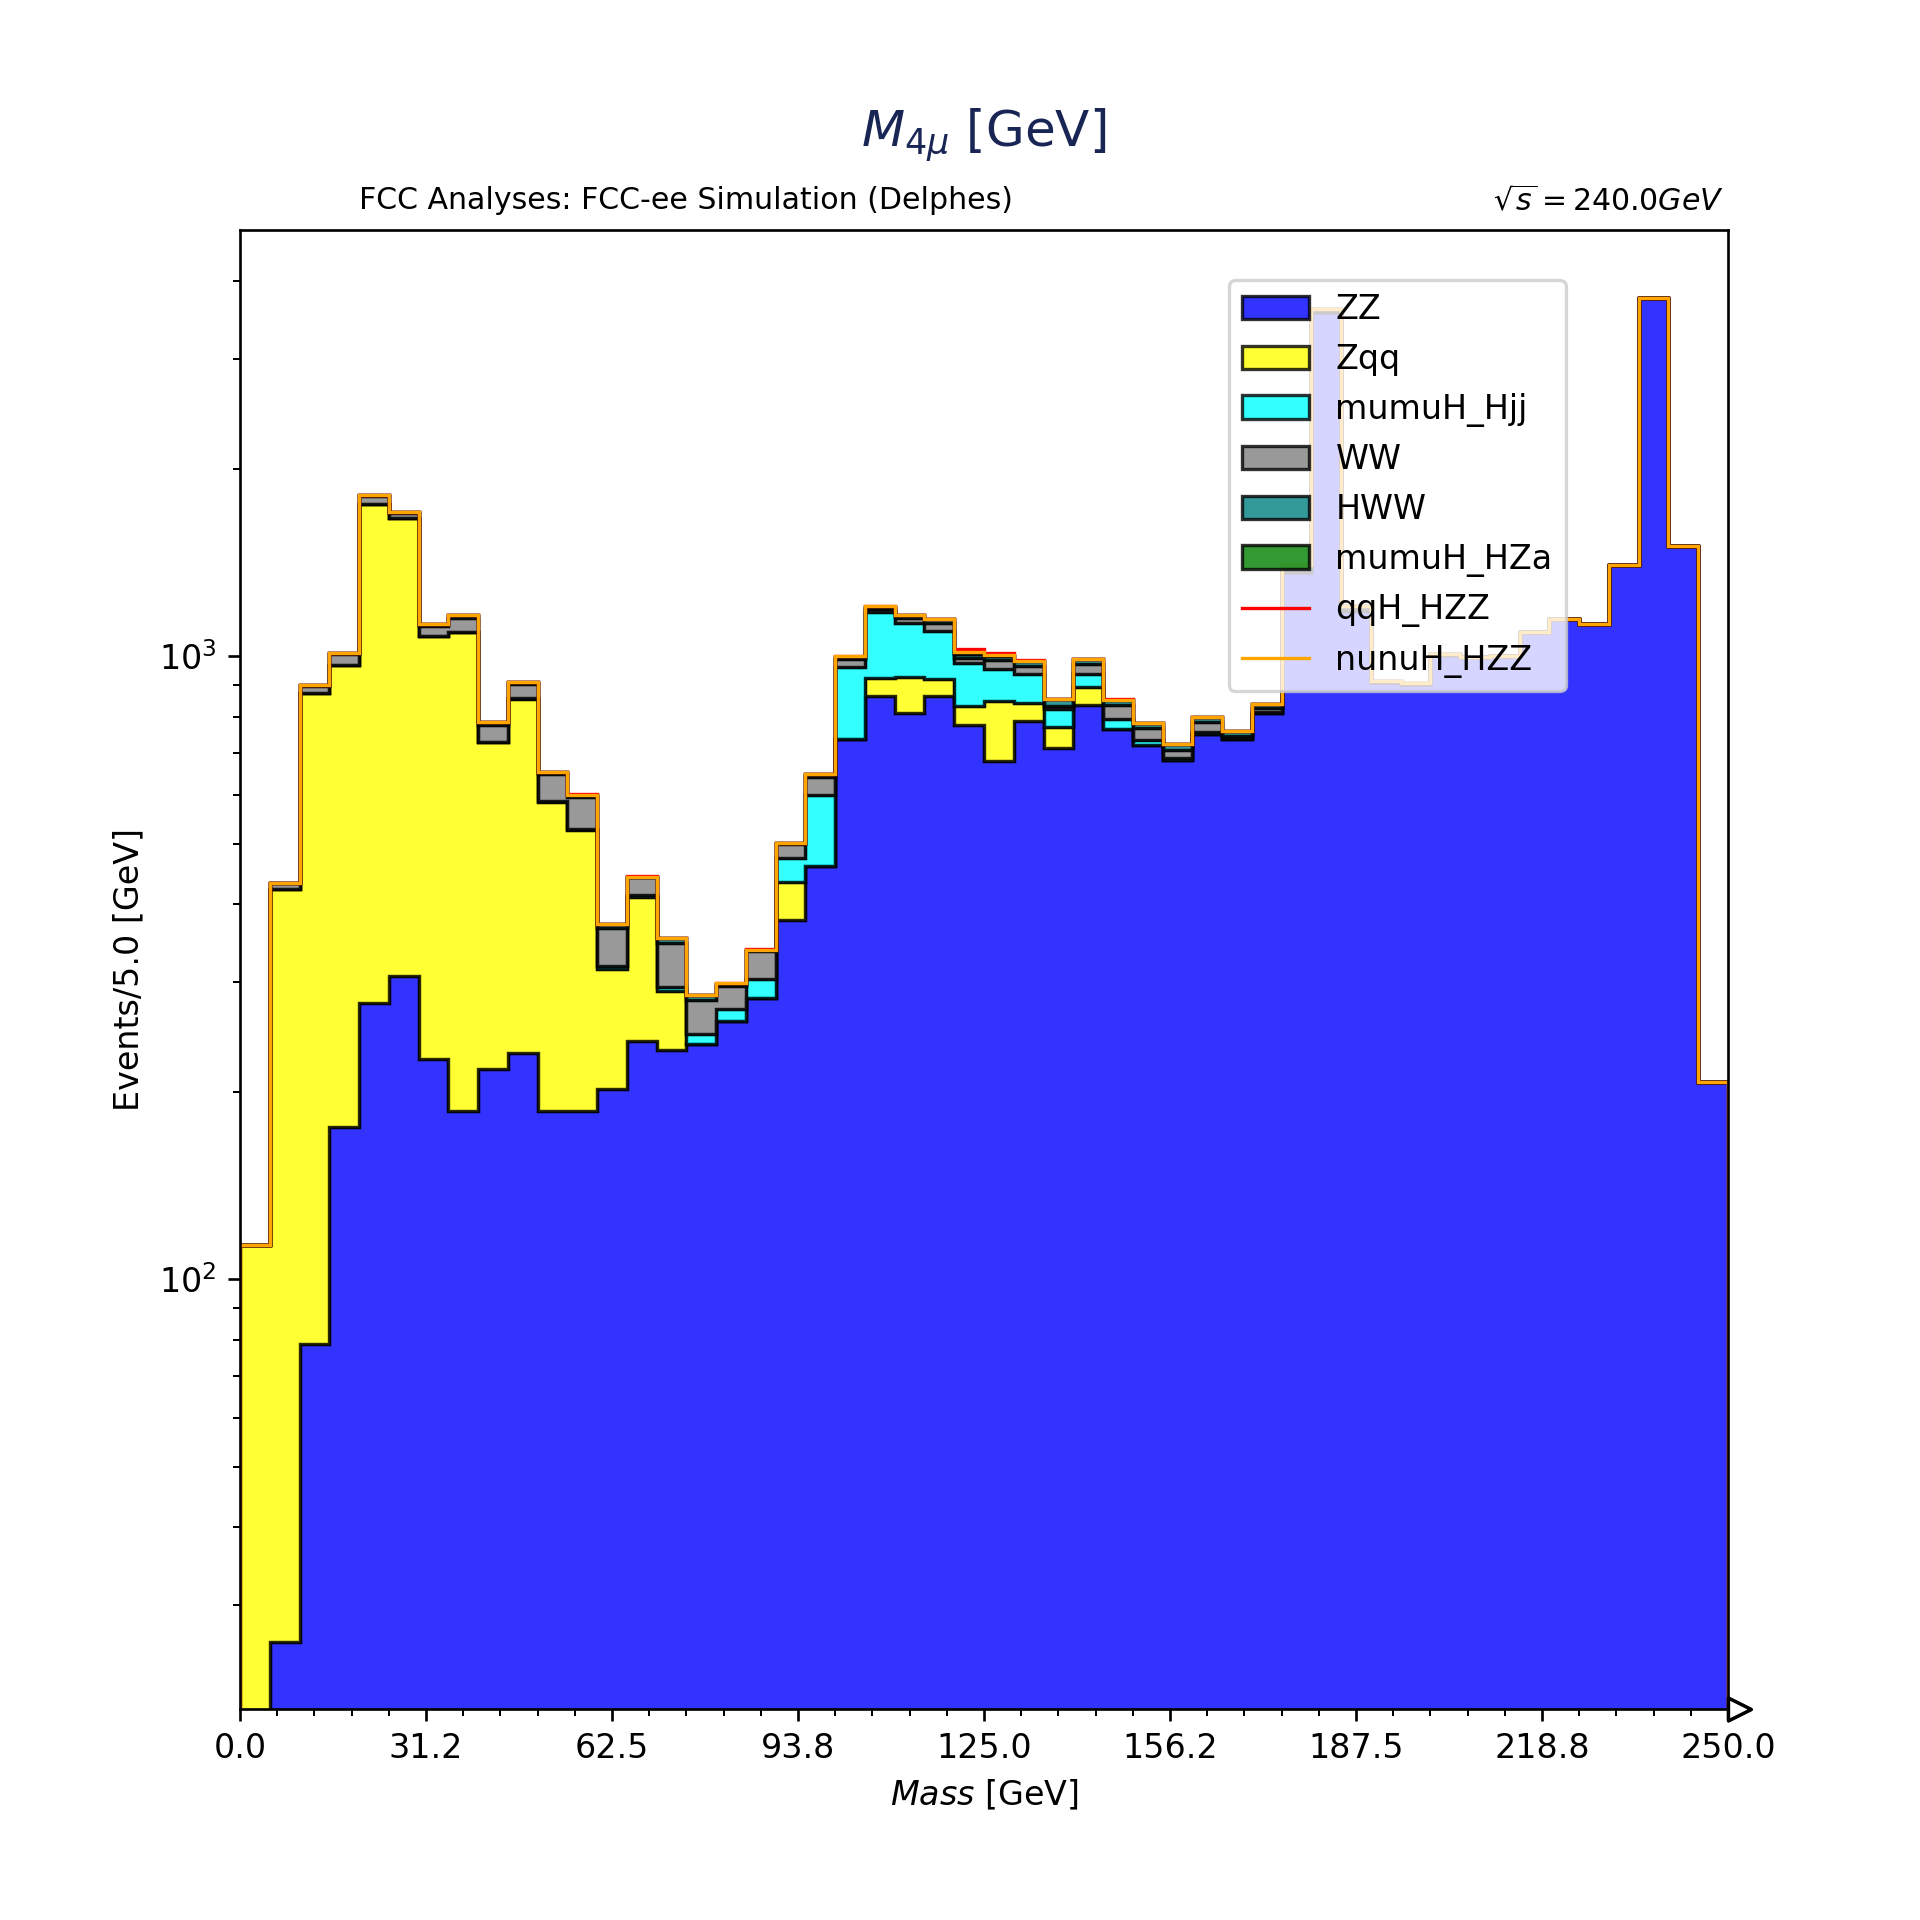 M4μ [GeV]
FCC Analyses: FCC-ee Simulation (Delphes)
√s = 240.0GeV
ZZ
Zqq
mumuH_Hjj
WW
HWW
mumuH_HZa
qqH_HZZ
nunuH_HZZ
10³
10²
Events/5.0 [GeV]
0.0 31.2 62.5 93.8 125.0 156.2 187.5 218.8 250.0
Mass [GeV]